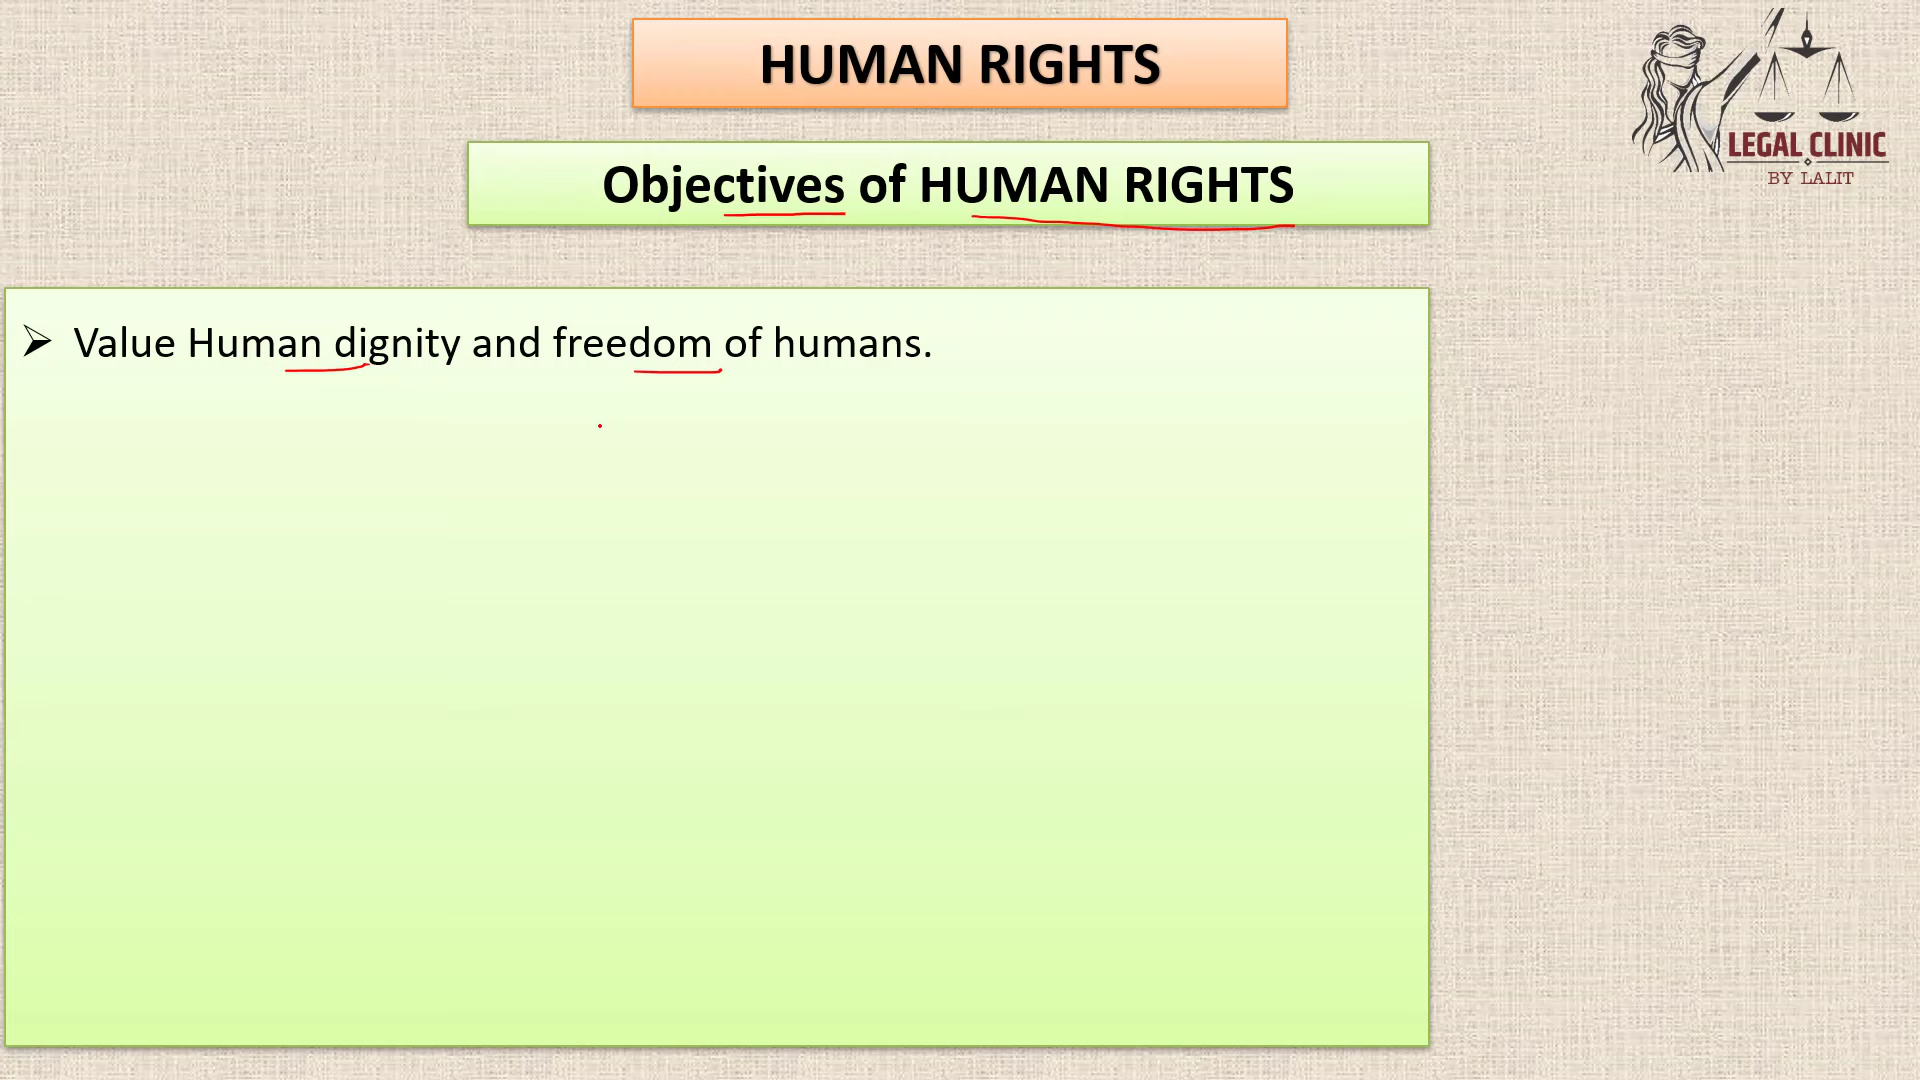 HUMAN RIGHTS
LEGAL CLINIC
BY LALIT
Objectives of HUMAN RIGHTS
Value Human dignity and freedom of humans.